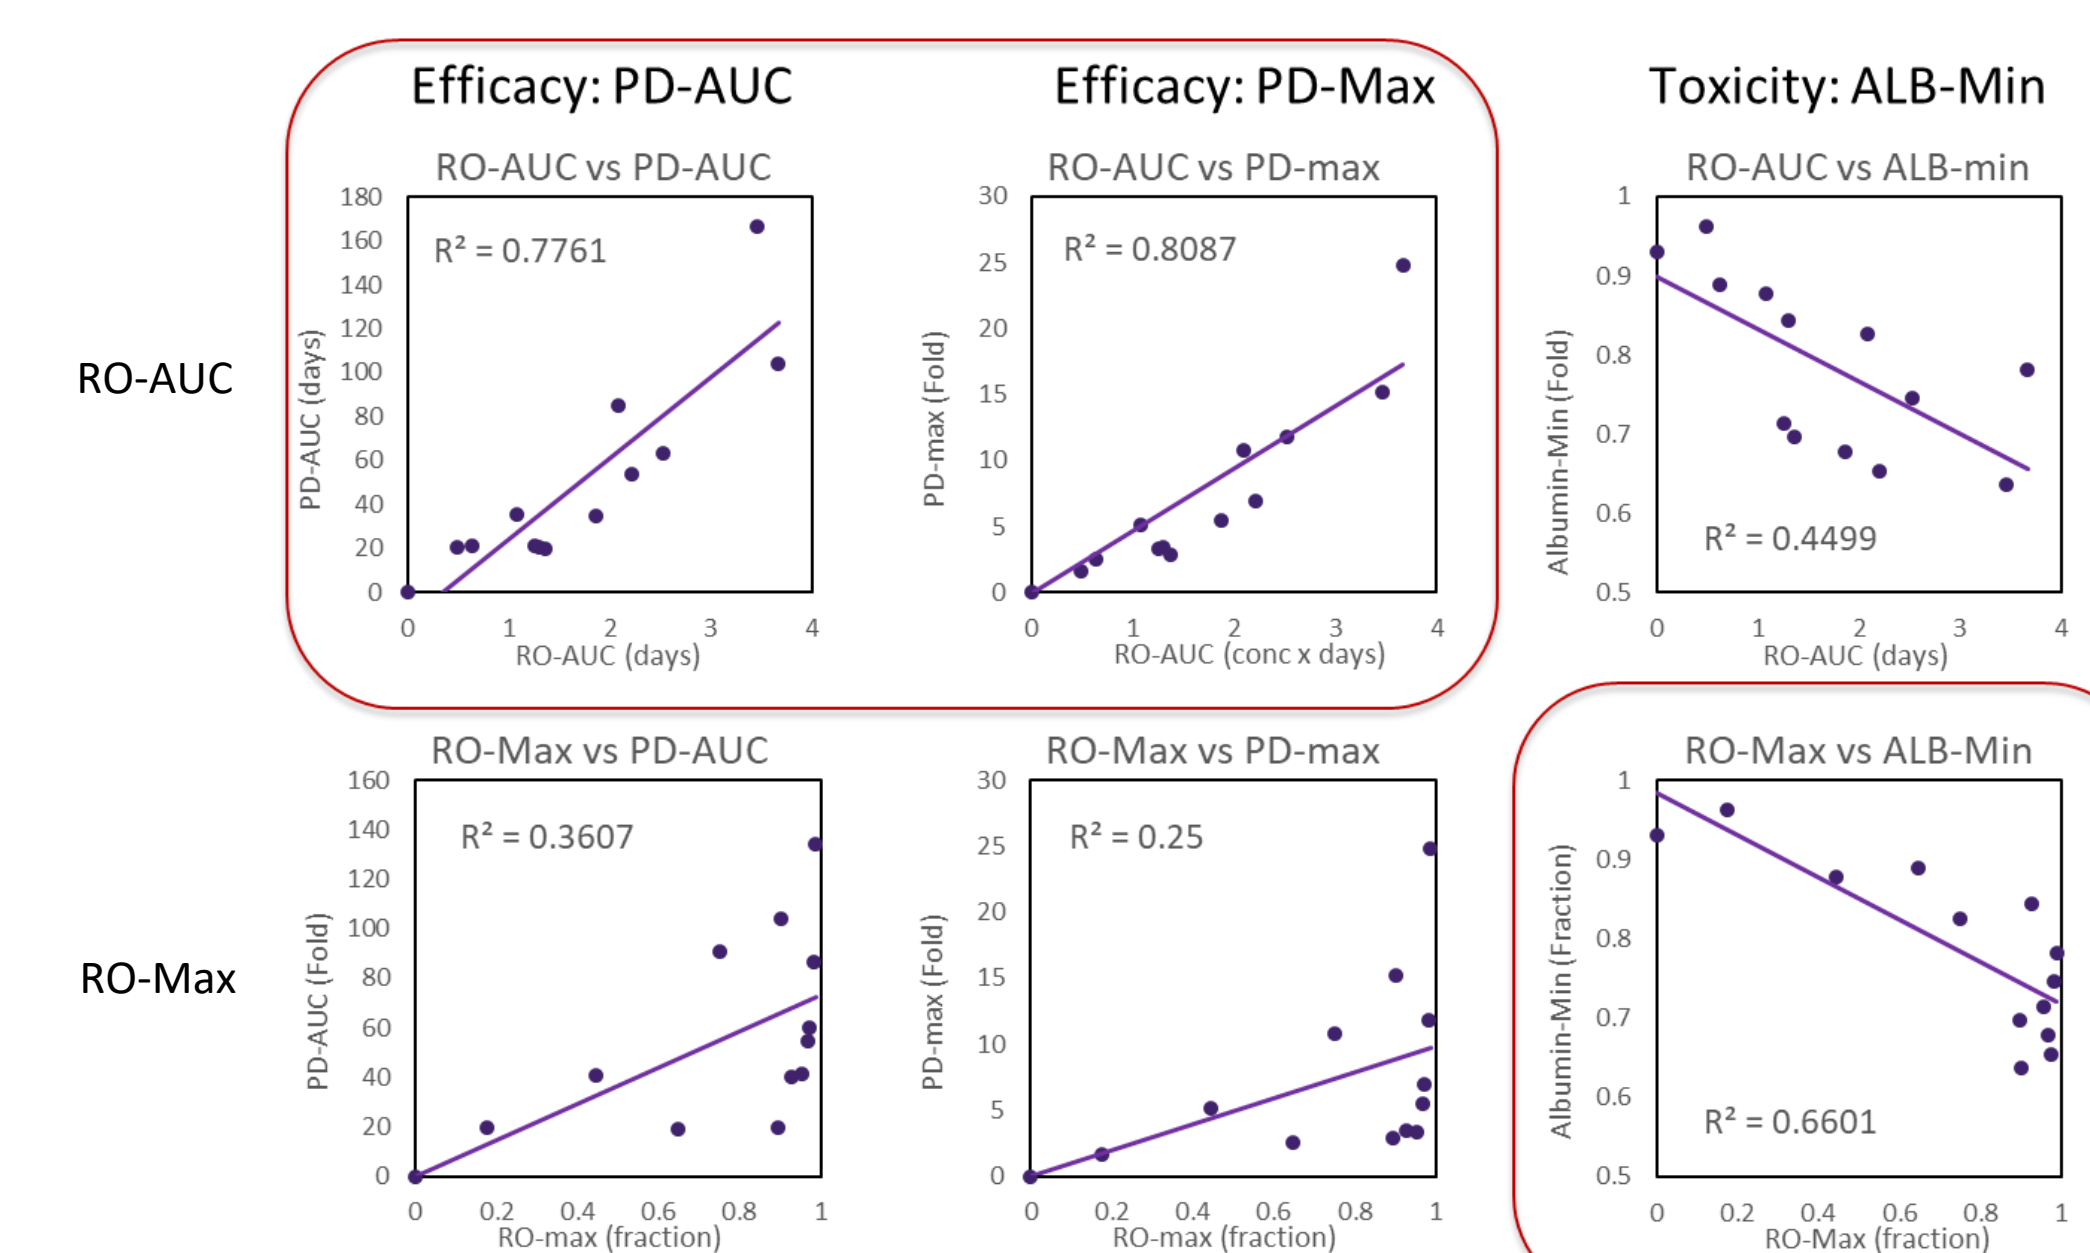 Efficacy: PD-AUC
Efficacy: PD-Max
Toxicity: ALB-Min
RO-AUC
RO-AUC vs PD-AUC
R² = 0.7761
PD-AUC (days)
180
160
140
120
100
80
60
40
20
0
0 1 2 3 4
RO-AUC (days)
RO-AUC vs PD-max
R² = 0.8087
PD-max (Fold)
30
25
20
15
10
5
0
0 1 2 3 4
RO-AUC (conc x days)
RO-AUC vs ALB-min
R² = 0.4499
Albumin-Min (Fold)
1
0.9
0.8
0.7
0.6
0.5
0 1 2 3 4
RO-AUC (days)
RO-Max
RO-Max vs PD-AUC
R² = 0.3607
PD-AUC (Fold)
160
140
120
100
80
60
40
20
0
0 0.2 0.4 0.6 0.8 1
RO-max (fraction)
RO-Max vs PD-max
R² = 0.25
PD-max (Fold)
30
25
20
15
10
5
0
0 0.2 0.4 0.6 0.8 1
RO-max (fraction)
RO-Max vs ALB-Min
R² = 0.6601
Albumin-Min (Fraction)
1
0.9
0.8
0.7
0.6
0.5
0 0.2 0.4 0.6 0.8 1
RO-Max (fraction)